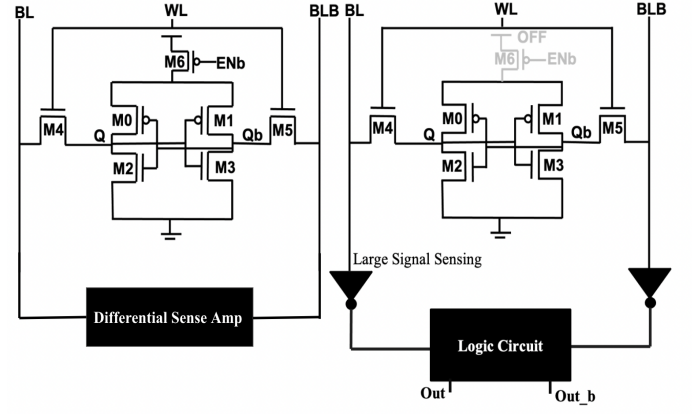 BL
WL
BLB
M6
ENb
M4
M0
M1
M5
Q
Qb
M2
M3
Differential Sense Amp
BL
WL
BLB
OFF
M6
ENb
M4
M0
M1
M5
Q
Qb
M2
M3
Large Signal Sensing
Logic Circuit
Out
Out_b